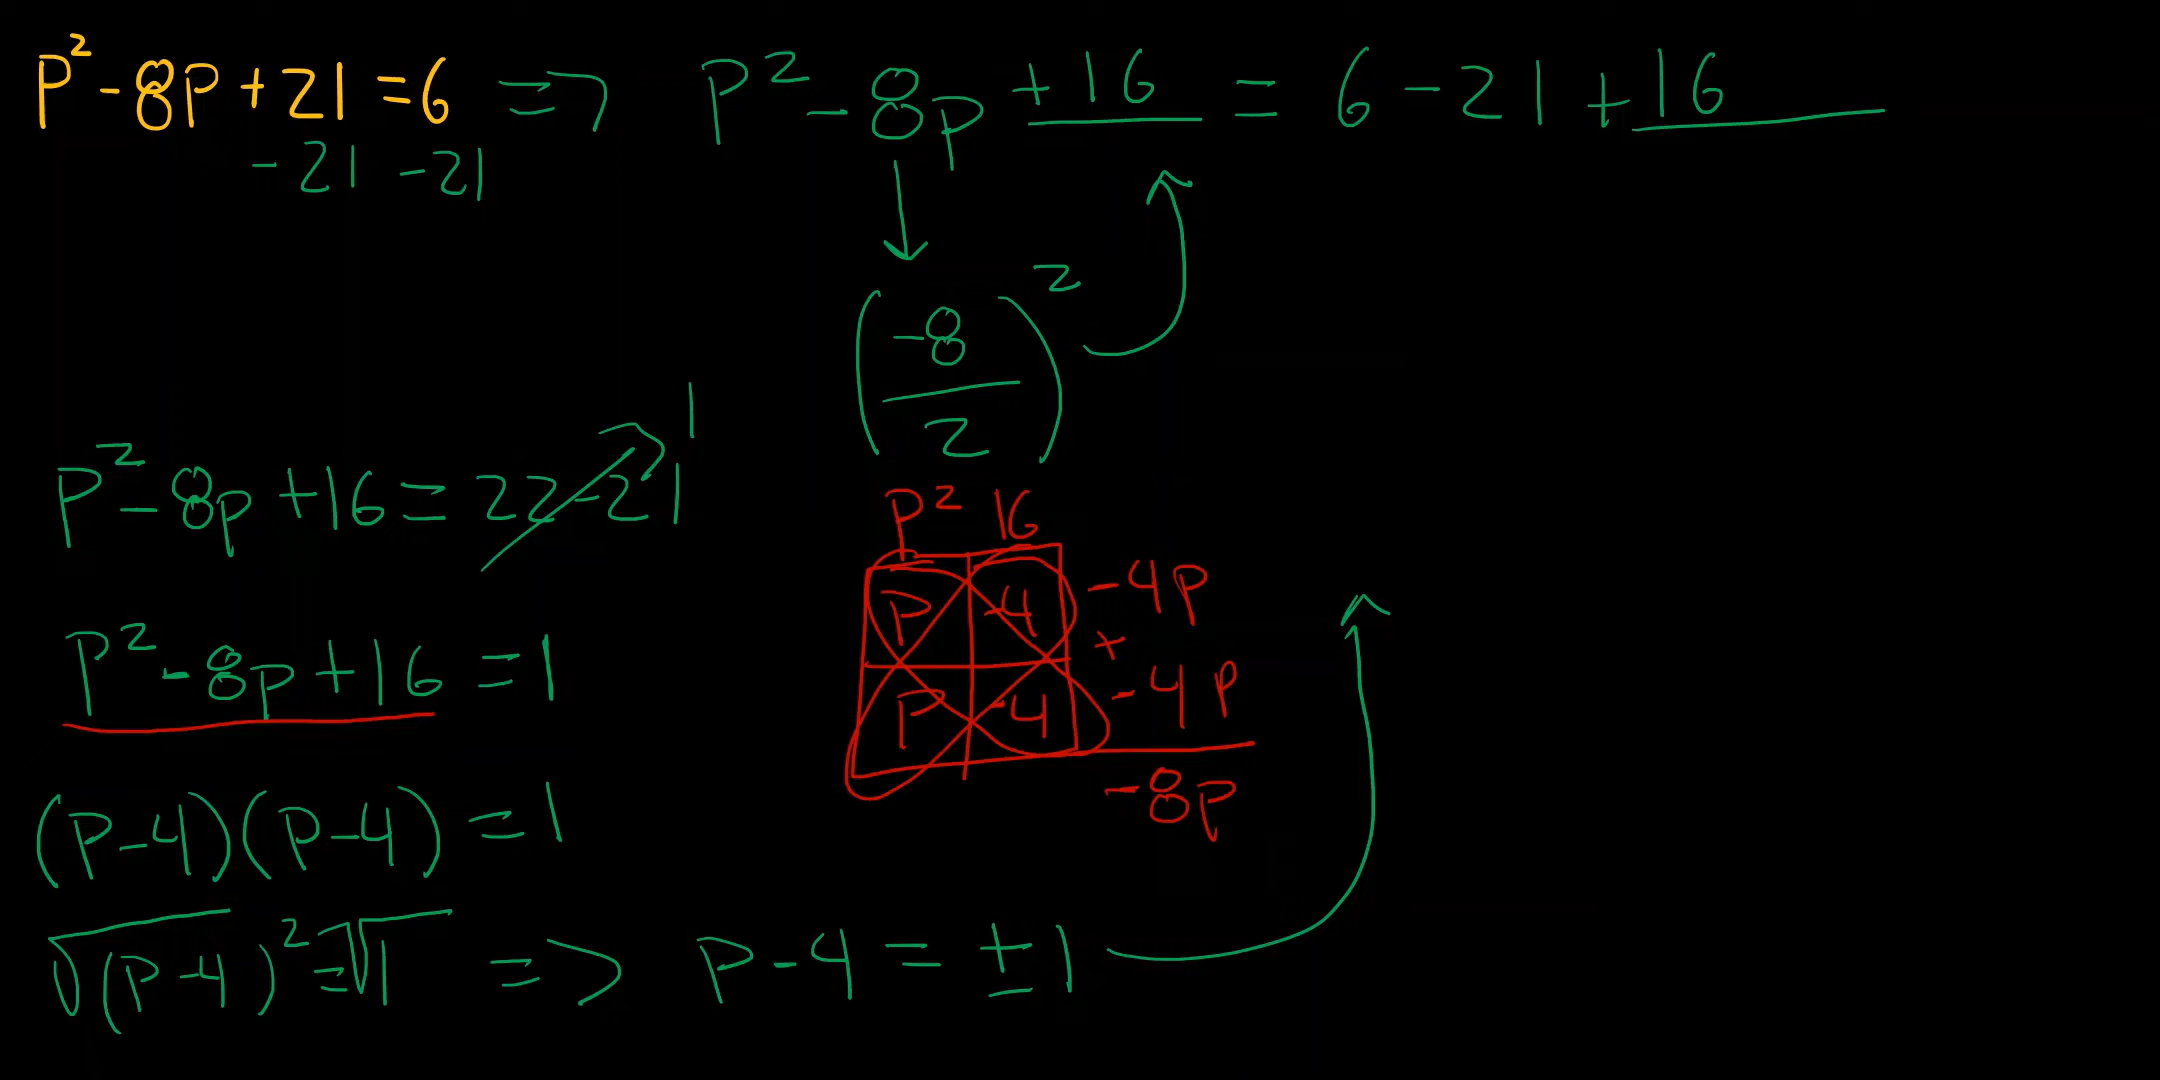 p² - 8p + 21 = 6 => p² - 8p + 16 = 6 - 21 + 16
- 21 - 21
(-8/2)²
p² - 8p + 16 = 22 - 21 1
p² - 8p + 16 = 1
(p - 4)(p - 4) = 1
√(p - 4)² = √1 => p - 4 = ± 1
p² 16
p -4 -4p
+
p -4 -4p
-8p